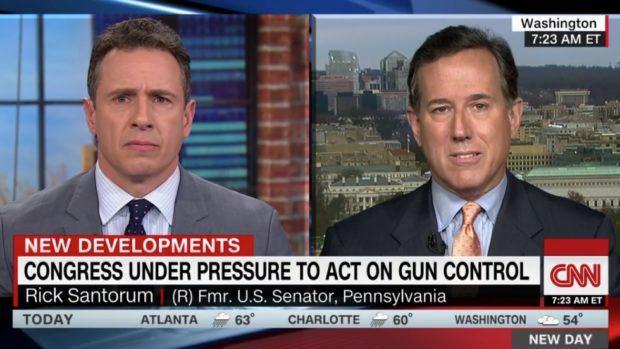 Washington
7:23 AM ET
NEW DEVELOPMENTS
CONGRESS UNDER PRESSURE TO ACT ON GUN CONTROL
Rick Santorum | (R) Fmr. U.S. Senator, Pennsylvania
CNN
7:23 AM ET
TODAY ATLANTA 63° CHARLOTTE 60° WASHINGTON 54°
NEW DAY